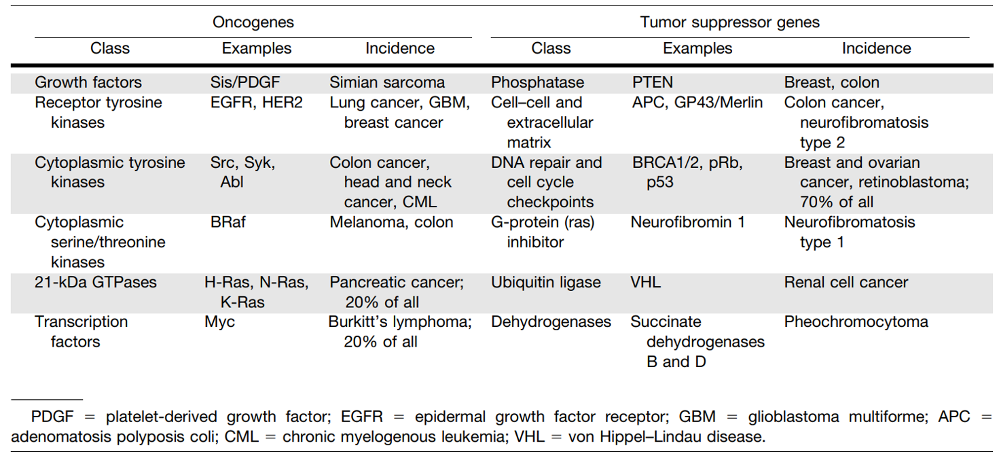 Oncogenes Tumor suppressor genes
Class Examples Incidence Class Examples Incidence
Growth factors Sis/PDGF Simian sarcoma Phosphatase PTEN Breast, colon
Receptor tyrosine EGFR, HER2 Lung cancer, GBM, Cell–cell and APC, GP43/Merlin Colon cancer,
kinases breast cancer extracellular neurofibromatosis
matrix type 2
Cytoplasmic tyrosine Src, Syk, Colon cancer, DNA repair and BRCA1/2, pRb, Breast and ovarian
kinases Abl head and neck cell cycle p53 cancer, retinoblastoma;
cancer, CML checkpoints 70% of all
Cytoplasmic BRaf Melanoma, colon G-protein (ras) Neurofibromin 1 Neurofibromatosis
serine/threonine inhibitor type 1
kinases
21-kDa GTPases H-Ras, N-Ras, Pancreatic cancer; Ubiquitin ligase VHL Renal cell cancer
K-Ras 20% of all
Transcription Myc Burkitt's lymphoma; Dehydrogenases Succinate Pheochromocytoma
factors 20% of all dehydrogenases
B and D
PDGF = platelet-derived growth factor; EGFR = epidermal growth factor receptor; GBM = glioblastoma multiforme; APC =
adenomatosis polyposis coli; CML = chronic myelogenous leukemia; VHL = von Hippel–Lindau disease.